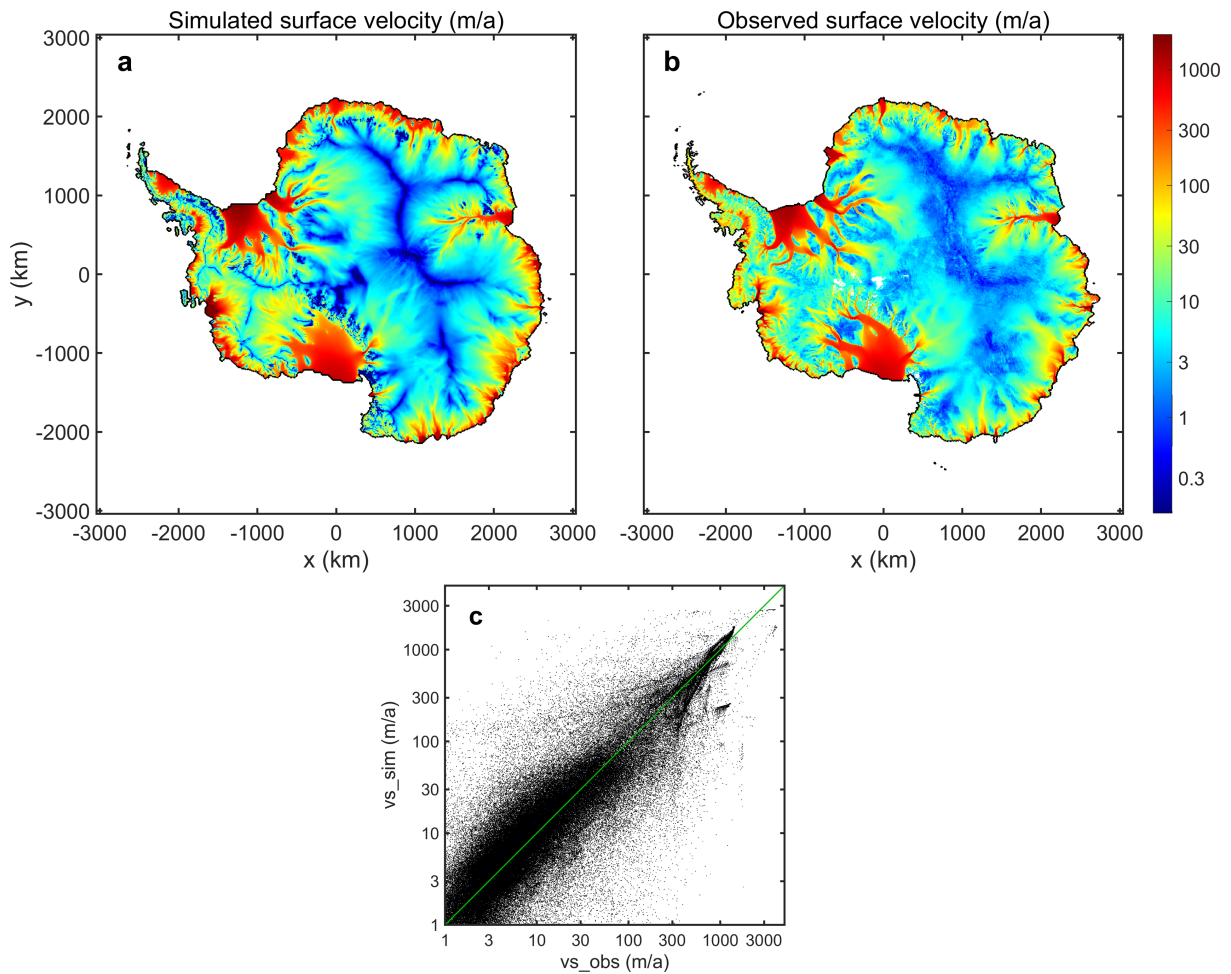 Simulated surface velocity (m/a)
Observed surface velocity (m/a)
a
b
y (km)
3000
2000
1000
0
-1000
-2000
-3000
-3000 -2000 -1000 0 1000 2000 3000
x (km)
-3000 -2000 -1000 0 1000 2000 3000
x (km)
1000
300
100
30
10
3
1
0.3
c
vs_sim (m/a)
3000
1000
300
100
30
10
3
1
1 3 10 30 100 300 1000 3000
vs_obs (m/a)